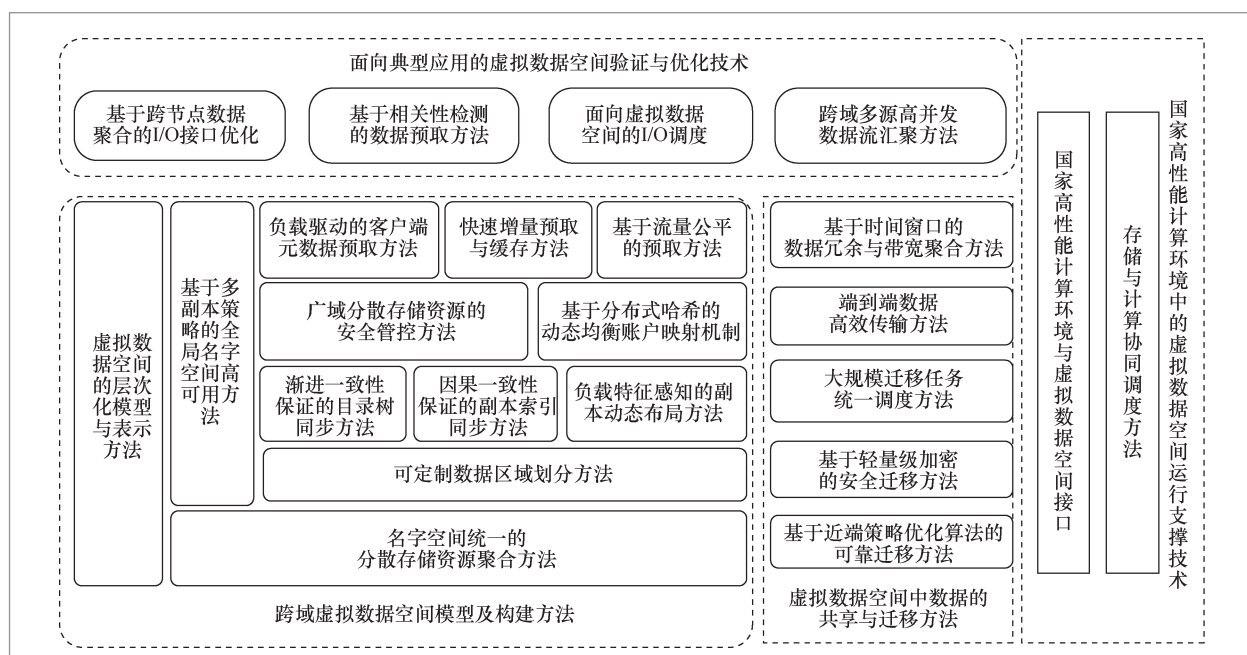 面向典型应用的虚拟数据空间验证与优化技术
基于跨节点数据
聚合的I/O接口优化
基于相关性检测
的数据预取方法
面向虚拟数据
空间的I/O调度
跨域多源高并发
数据流汇聚方法
虚拟数
据空间
的层次
化模型
与表示
方法
基于多
副本策
略的全
局名字
空间高
可用方
法
负载驱动的客户端
元数据预取方法
快速增量预取
与缓存方法
基于流量公平
的预取方法
广域分散存储资源的
安全管控方法
基于分布式哈希的
动态均衡账户映射机制
渐进一致性
保证的目录树
同步方法
因果一致性
保证的副本索引
同步方法
负载特征感知的副
本动态布局方法
可定制数据区域划分方法
名字空间统一的
分散存储资源聚合方法
跨域虚拟数据空间模型及构建方法
基于时间窗口的
数据冗余与带宽聚合方法
端到端数据
高效传输方法
大规模迁移任务
统一调度方法
基于轻量级加密
的安全迁移方法
基于近端策略优化算法的
可靠迁移方法
虚拟数据空间中数据的
共享与迁移方法
国家高性能计算环境与虚拟数据空间接口
存储与计算协同调度方法
国家高性能计算环境中的虚拟数据空间运行支撑技术